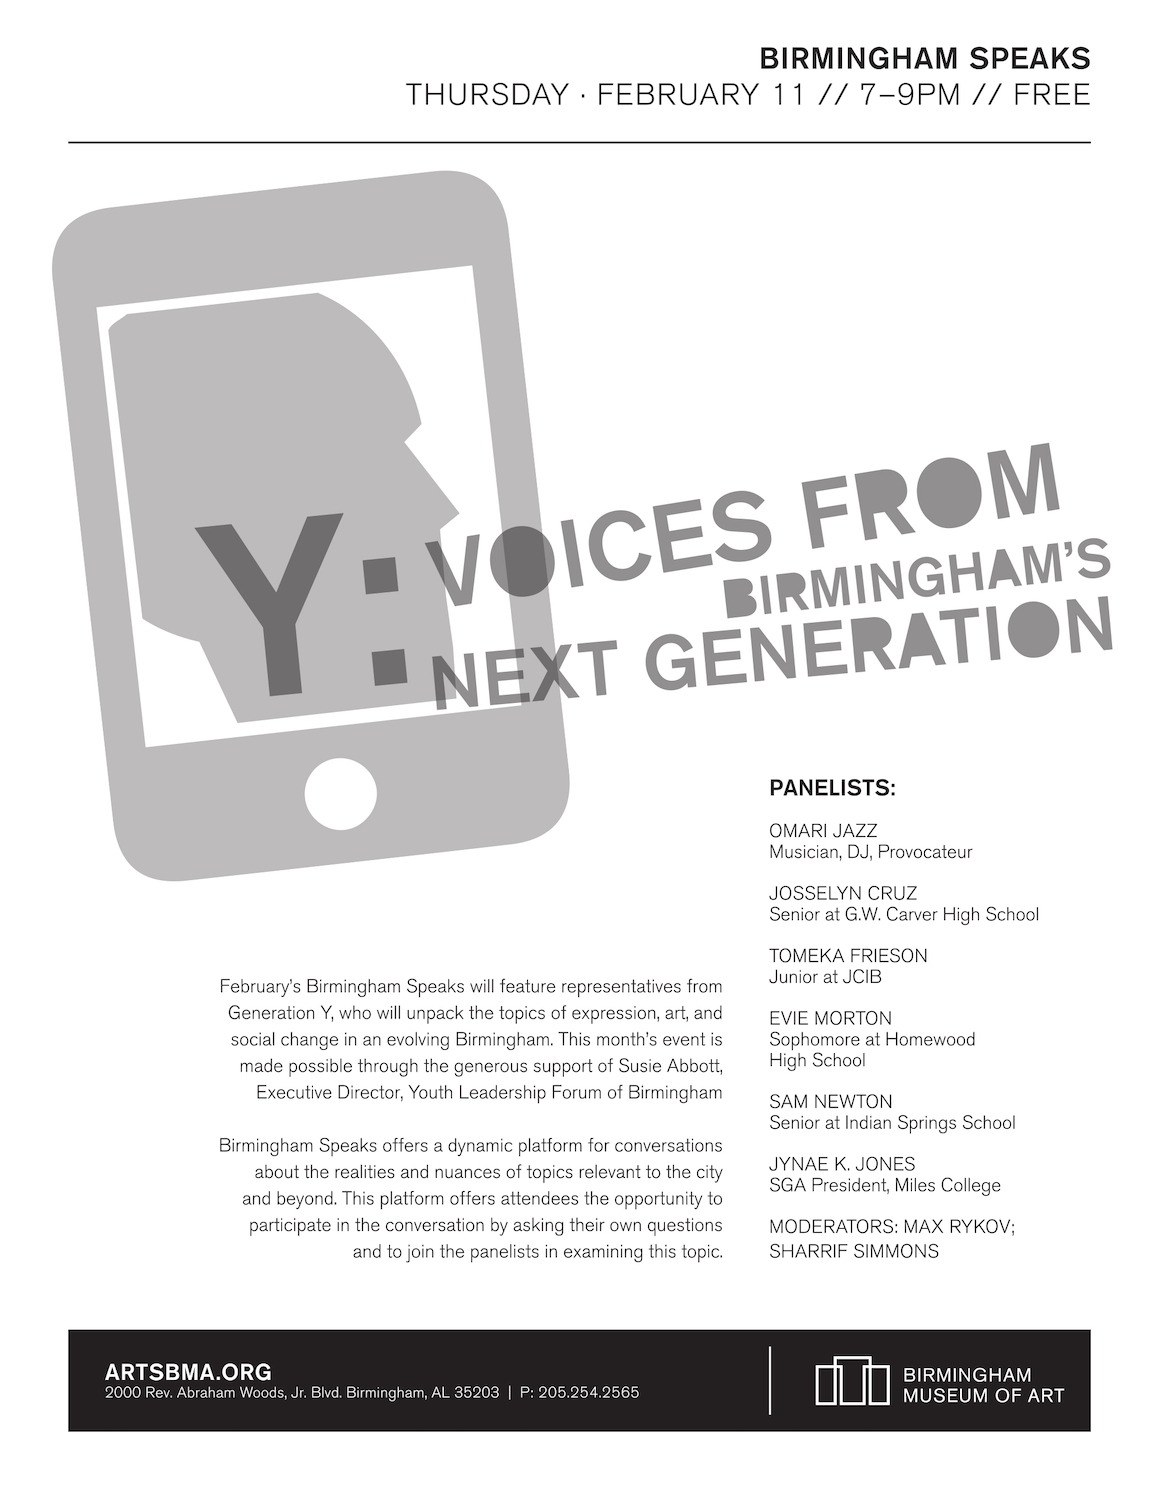 BIRMINGHAM SPEAKS
THURSDAY · FEBRUARY 11 // 7–9PM // FREE
Y: VOICES FROM
BIRMINGHAM'S
NEXT GENERATION
PANELISTS:
OMARI JAZZ
Musician, DJ, Provocateur
JOSSELYN CRUZ
Senior at G.W. Carver High School
TOMEKA FRIESON
Junior at JCIB
EVIE MORTON
Sophomore at Homewood
High School
SAM NEWTON
Senior at Indian Springs School
JYNAE K. JONES
SGA President, Miles College
MODERATORS: MAX RYKOV;
SHARRIF SIMMONS
February's Birmingham Speaks will feature representatives from
Generation Y, who will unpack the topics of expression, art, and
social change in an evolving Birmingham. This month's event is
made possible through the generous support of Susie Abbott,
Executive Director, Youth Leadership Forum of Birmingham
Birmingham Speaks offers a dynamic platform for conversations
about the realities and nuances of topics relevant to the city
and beyond. This platform offers attendees the opportunity to
participate in the conversation by asking their own questions
and to join the panelists in examining this topic.
ARTSBMA.ORG
2000 Rev. Abraham Woods, Jr. Blvd. Birmingham, AL 35203 | P: 205.254.2565
BIRMINGHAM
MUSEUM OF ART